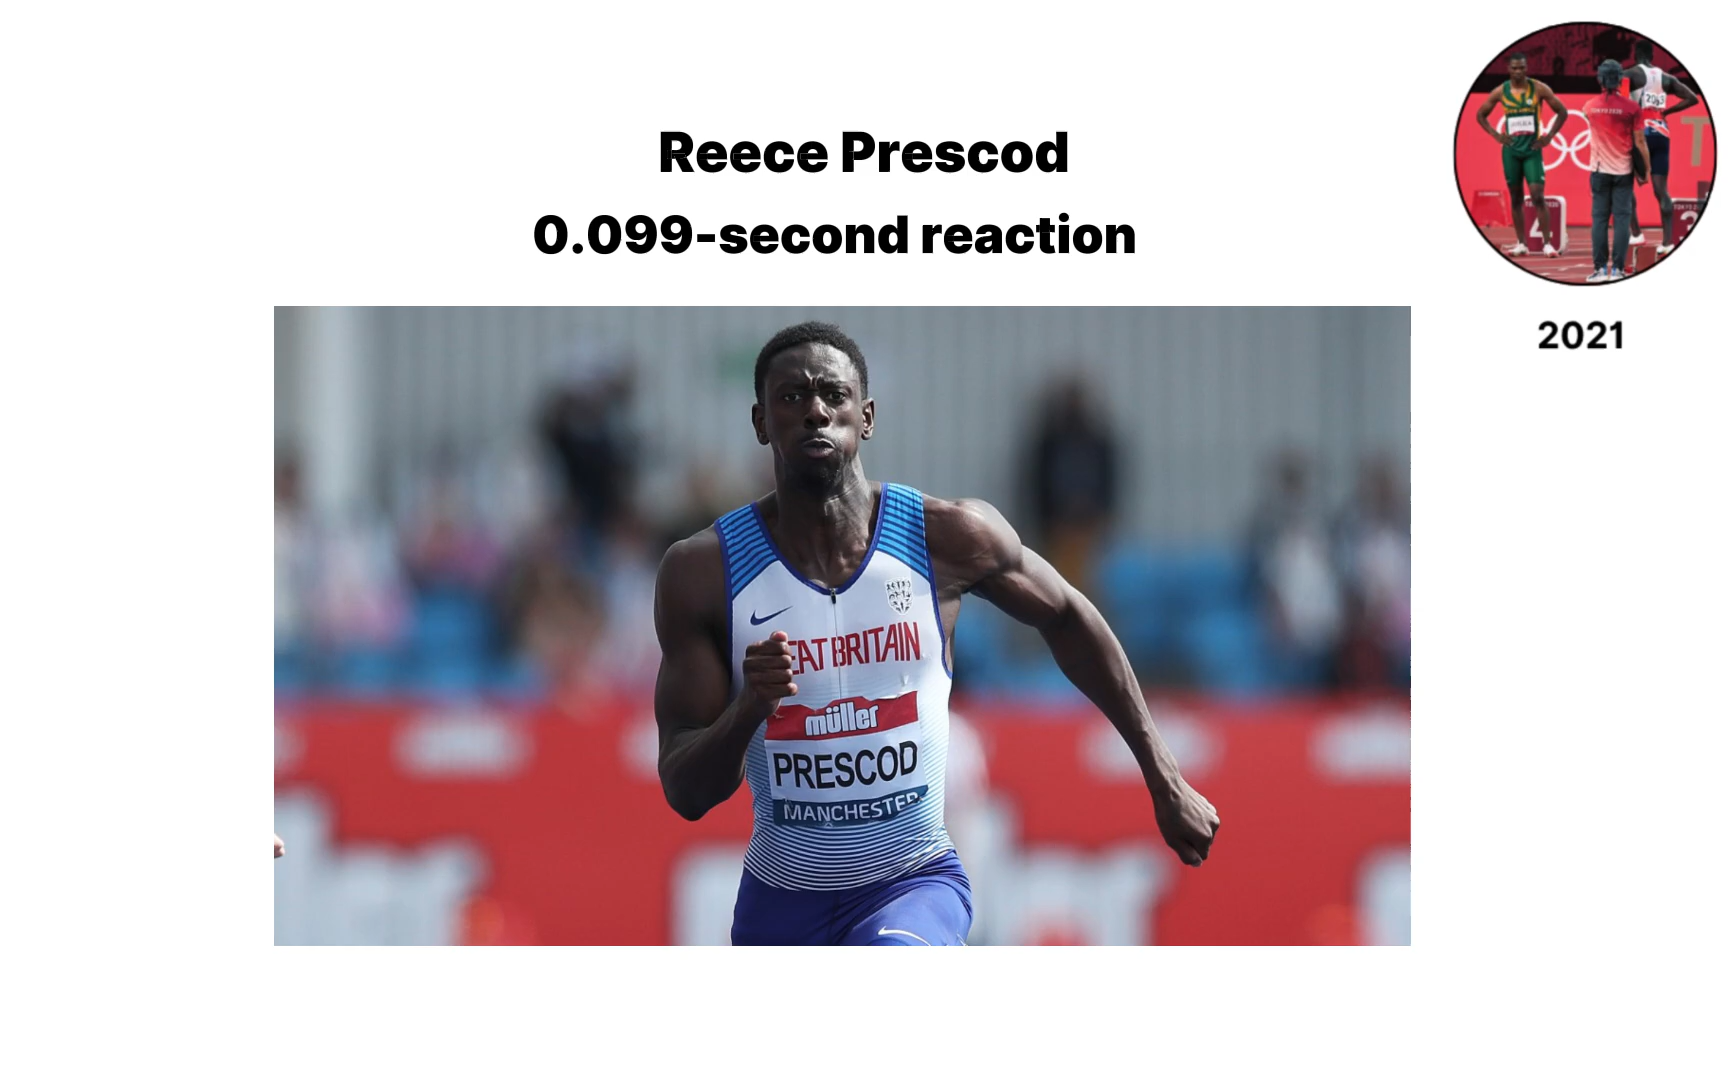 Reece Prescod
0.099-second reaction
2021
EAT BRITAIN
müller
PRESCOD
MANCHESTER